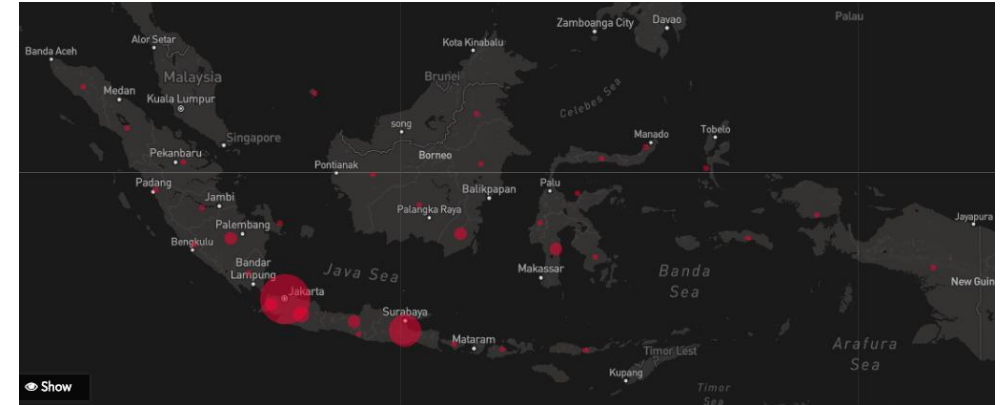 Zamboanga City
Davao
Palau
Alor Setar
Kota Kinabalu
Banda Aceh
Malaysia
Brunei
Medan
Kuala Lumpur
Celebes Sea
song
Manado
Tobelo
Singapore
Pekanbaru
Borneo
Pontianak
Padang
Jambi
Balikpapan
Palu
Palangka Raya
Jayapura
Palembang
Bengkulu
Bandar
Lampung
Java Sea
Makassar
Banda
Sea
New Guin
Jakarta
Surabaya
Mataram
Timor Lest
Arafura
Sea
Kupang
Show
Timor
Sea